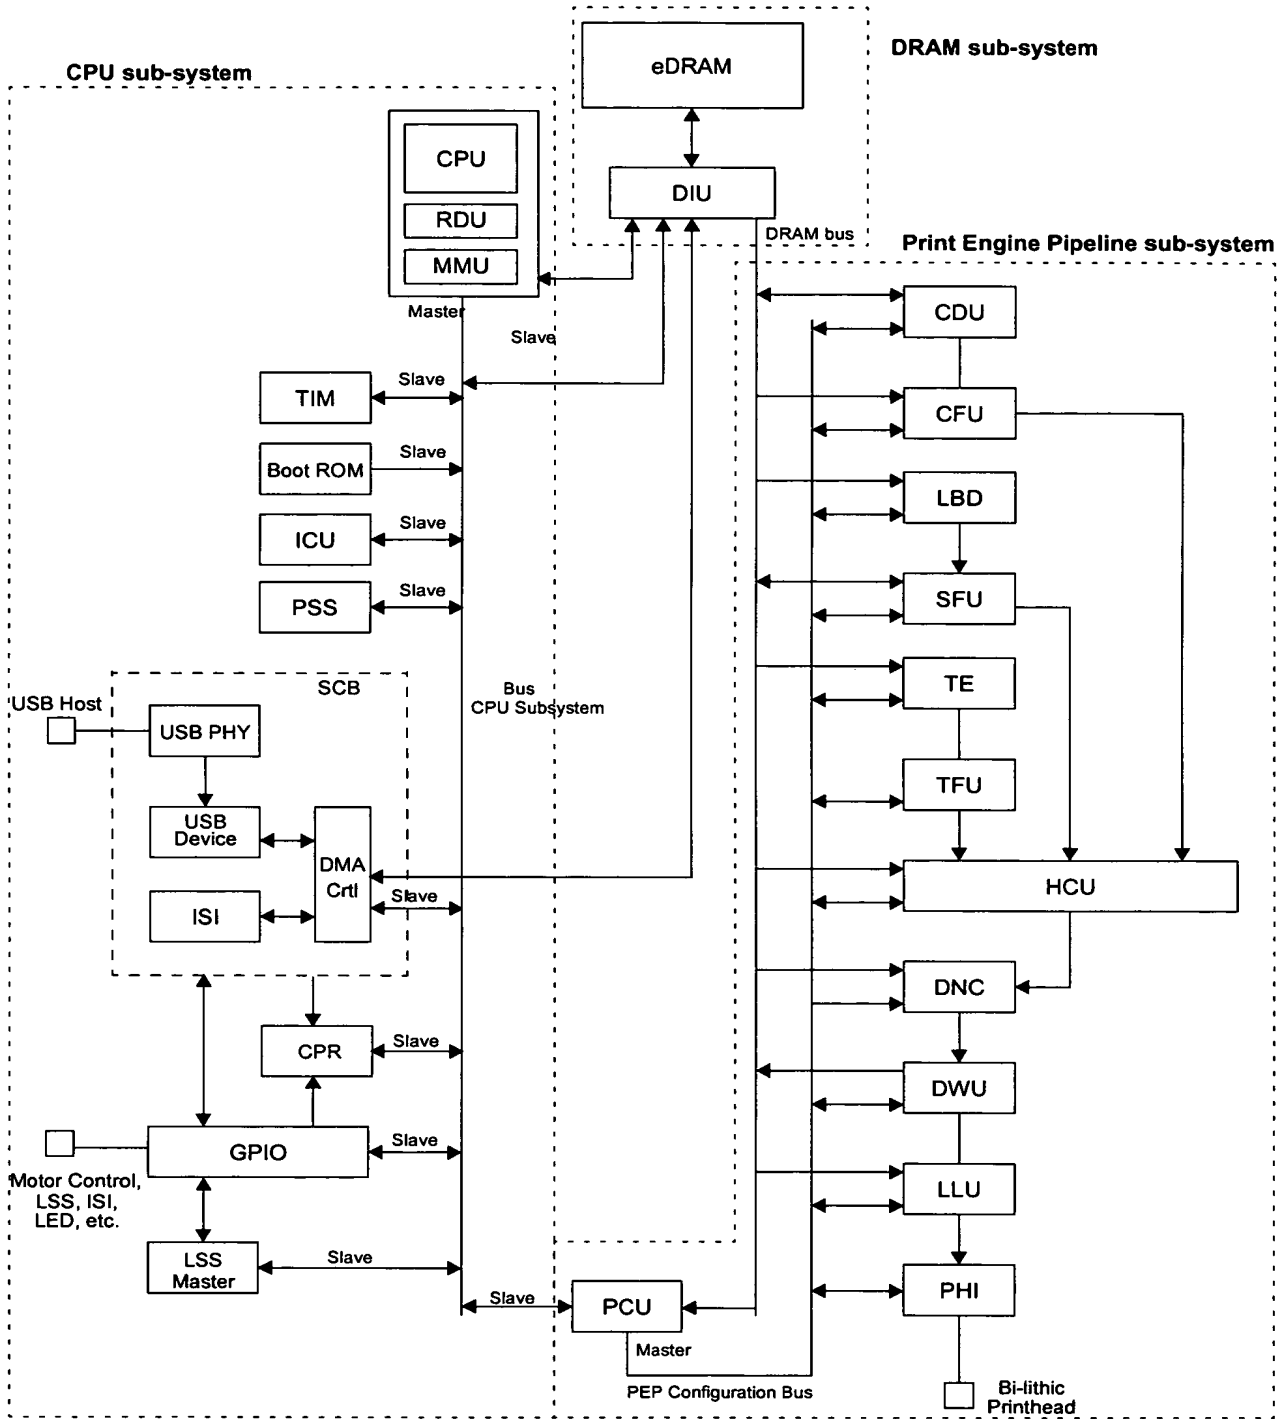 DRAM sub-system
CPU sub-system
eDRAM
CPU
RDU
MMU
DIU
DRAM bus
Print Engine Pipeline sub-system
Master
Slave
CDU
TIM
Slave
CFU
Boot ROM
Slave
LBD
ICU
Slave
PSS
Slave
SFU
SCB
TE
Bus
CPU Subsystem
USB Host
USB PHY
TFU
USB
Device
DMA
Crtl
Slave
ISI
HCU
DNC
CPR
Slave
DWU
GPIO
Slave
Motor Control,
LSS, ISI,
LED, etc.
LLU
LSS
Master
Slave
PHI
Slave
PCU
Master
PEP Configuration Bus
Bi-lithic
Printhead